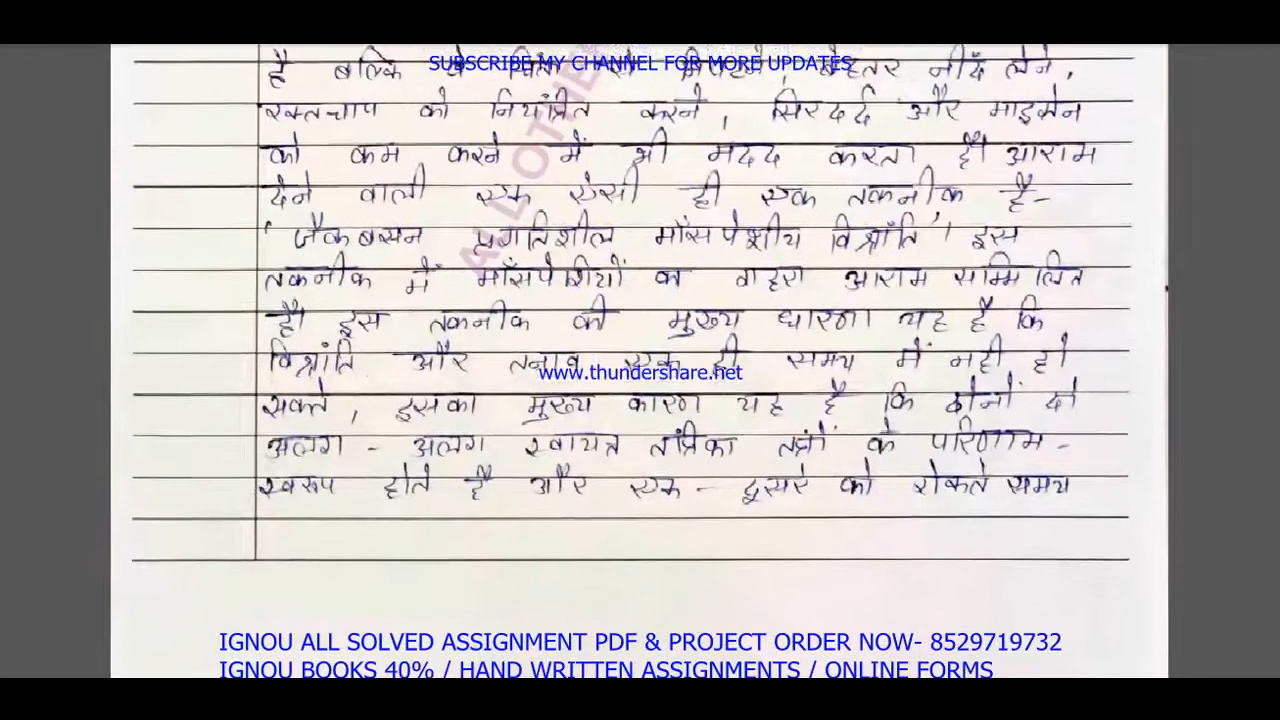 SUBSCRIBE MY CHANNEL FOR MORE UPDATES
है बल्कि नींद लेने,
रक्तचाप को नियंत्रित करने, सिरदर्द और माइग्रेन
को कम करने में भी मदद करता है। आराम
देने वाली एक ऐसी ही एक तकनीक है-
'जैकबसन प्रगतिशील माँसपेशीय विश्रांति'। इस
तकनीक में माँसपेशियों का गहरा आराम सम्मिलित
है। इस तकनीक की मुख्य धारणा यह है कि
विश्रांति और तनाव एक ही समय में नही हो
www.thundershare.net
सकते, इसका मुख्य कारण यह है कि दोनों दो
अलग - अलग स्वायत्त तंत्रिका तंत्रों के परिणाम -
स्वरूप होते है और एक - दूसरे को रोकते समय
IGNOU ALL SOLVED ASSIGNMENT PDF & PROJECT ORDER NOW- 8529719732
IGNOU BOOKS 40% / HAND WRITTEN ASSIGNMENTS / ONLINE FORMS